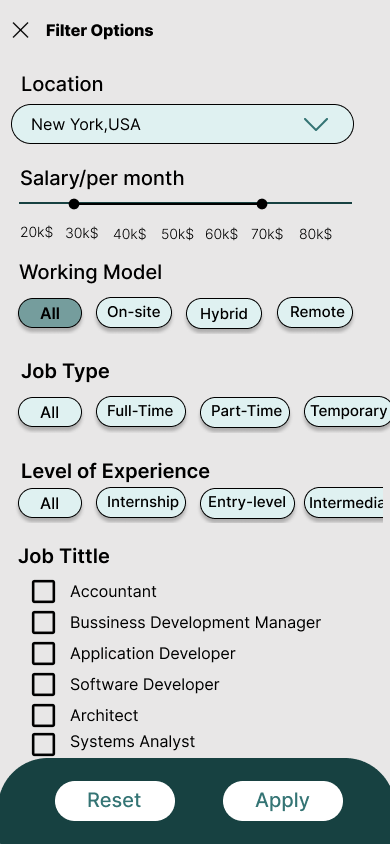 Filter Options
Location
New York,USA
Salary/per month
20k$ 30k$ 40k$ 50k$ 60k$ 70k$ 80k$
Working Model
All On-site Hybrid Remote
Job Type
All Full-Time Part-Time Temporary
Level of Experience
All Internship Entry-level Intermedia
Job Tittle
Accountant
Bussiness Development Manager
Application Developer
Software Developer
Architect
Systems Analyst
Reset Apply